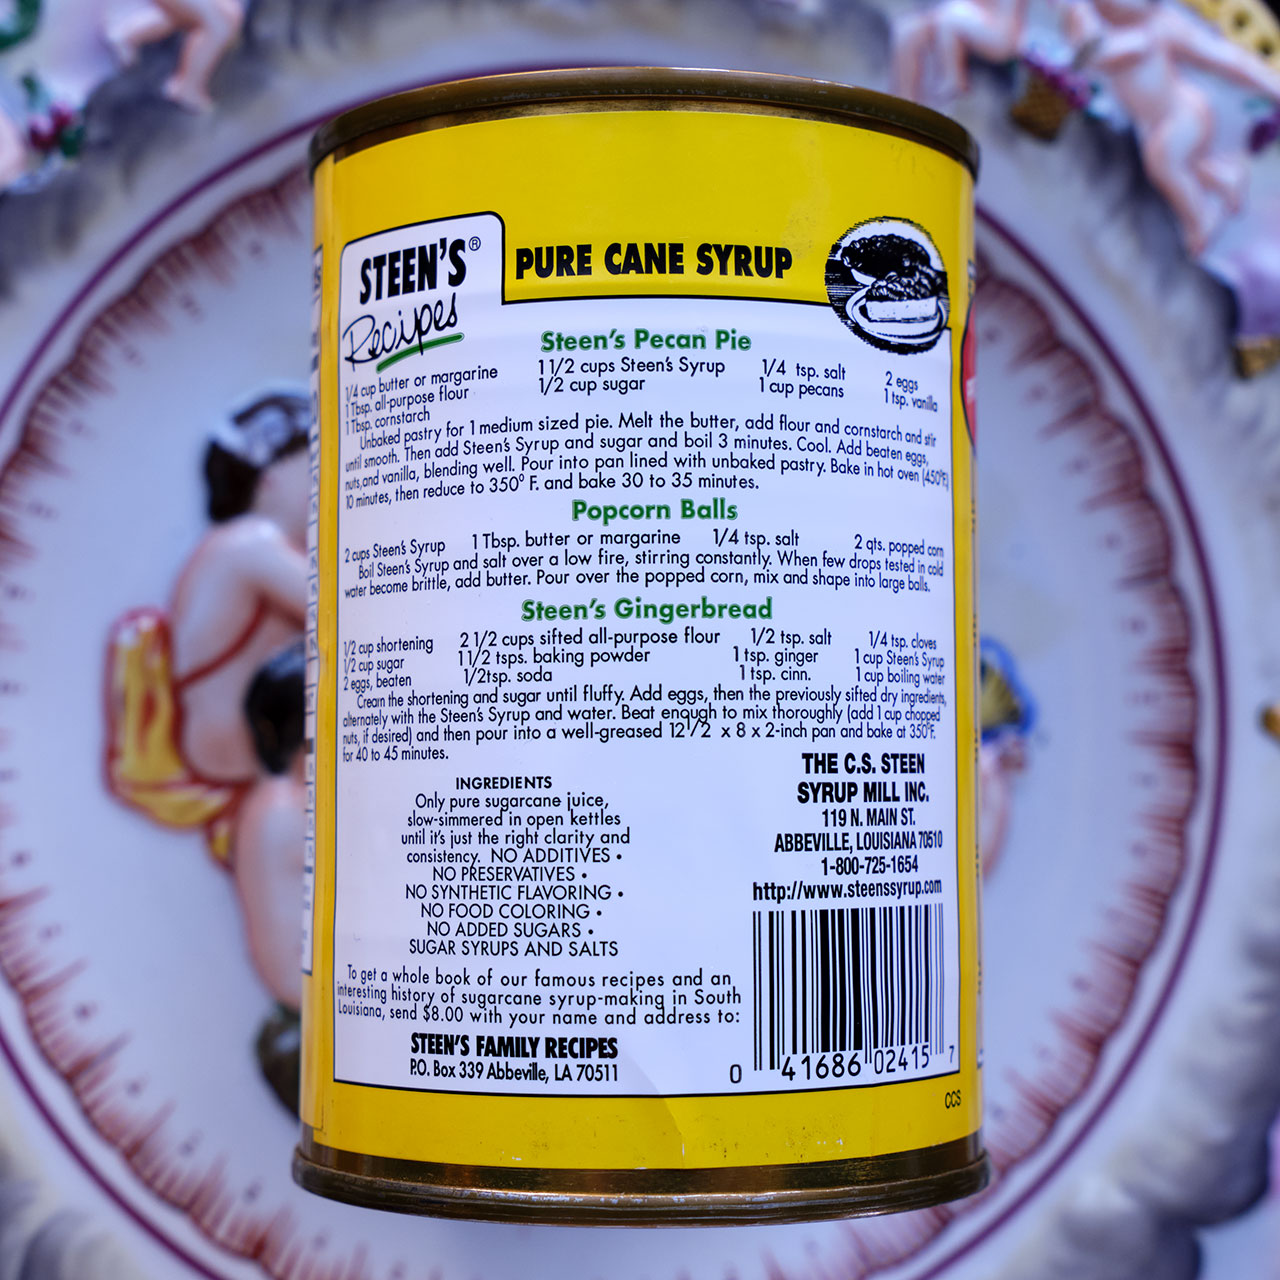 STEEN'S®
Recipes
PURE CANE SYRUP
Steen's Pecan Pie
1/4 cup butter or margarine 1 1/2 cups Steen's Syrup 1/4 tsp. salt 2 eggs
1 Tbsp. all-purpose flour 1/2 cup sugar 1 cup pecans 1 tsp. vanilla
1 Tbsp. cornstarch
Unbaked pastry for 1 medium sized pie. Melt the butter, add flour and cornstarch and stir
until smooth. Then add Steen's Syrup and sugar and boil 3 minutes. Cool. Add beaten eggs,
nuts,and vanilla, blending well. Pour into pan lined with unbaked pastry. Bake in hot oven (450°F.)
10 minutes, then reduce to 350° F. and bake 30 to 35 minutes.
Popcorn Balls
2 cups Steen's Syrup 1 Tbsp. butter or margarine 1/4 tsp. salt 2 qts. popped corn
Boil Steen's Syrup and salt over a low fire, stirring constantly. When few drops tested in cold
water become brittle, add butter. Pour over the popped corn, mix and shape into large balls.
Steen's Gingerbread
1/2 cup shortening 2 1/2 cups sifted all-purpose flour 1/2 tsp. salt 1/4 tsp. cloves
1/2 cup sugar 1 1/2 tsps. baking powder 1 tsp. ginger 1 cup Steen's Syrup
2 eggs, beaten 1/2tsp. soda 1 tsp. cinn. 1 cup boiling water
Cream the shortening and sugar until fluffy. Add eggs, then the previously sifted dry ingredients,
alternately with the Steen's Syrup and water. Beat enough to mix thoroughly (add 1 cup chopped
nuts, if desired) and then pour into a well-greased 12 1/2 x 8 x 2-inch pan and bake at 350°F.
for 40 to 45 minutes.
INGREDIENTS
Only pure sugarcane juice,
slow-simmered in open kettles
until it's just the right clarity and
consistency. NO ADDITIVES •
NO PRESERVATIVES •
NO SYNTHETIC FLAVORING •
NO FOOD COLORING •
NO ADDED SUGARS •
SUGAR SYRUPS AND SALTS
To get a whole book of our famous recipes and an
interesting history of sugarcane syrup-making in South
Louisiana, send $8.00 with your name and address to:
STEEN'S FAMILY RECIPES
P.O. Box 339 Abbeville, LA 70511
THE C.S. STEEN
SYRUP MILL INC.
119 N. MAIN ST.
ABBEVILLE, LOUISIANA 70510
1-800-725-1654
http://www.steenssyrup.com
0 41686 02415 7
CCS